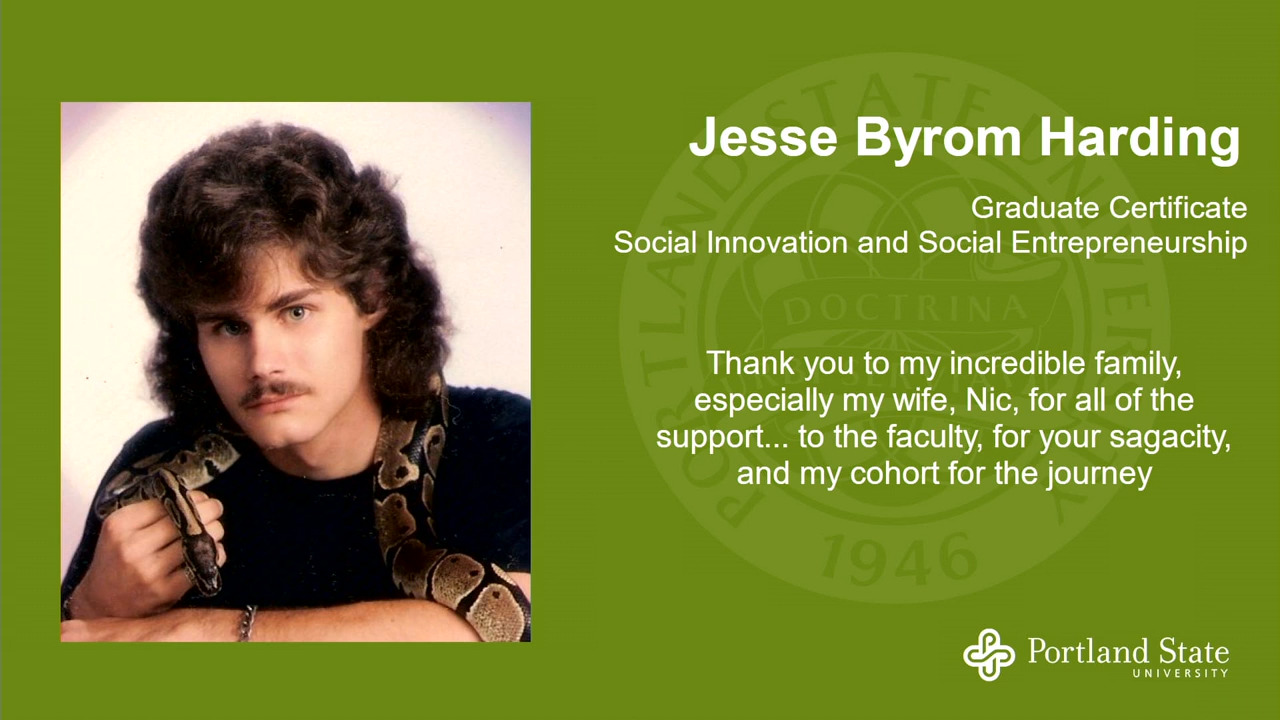 Jesse Byrom Harding
Graduate Certificate
Social Innovation and Social Entrepreneurship
Thank you to my incredible family,
especially my wife, Nic, for all of the
support... to the faculty, for your sagacity,
and my cohort for the journey
PORTLAND STATE UNIVERSITY
DOCTRINA
1946
Portland State
UNIVERSITY